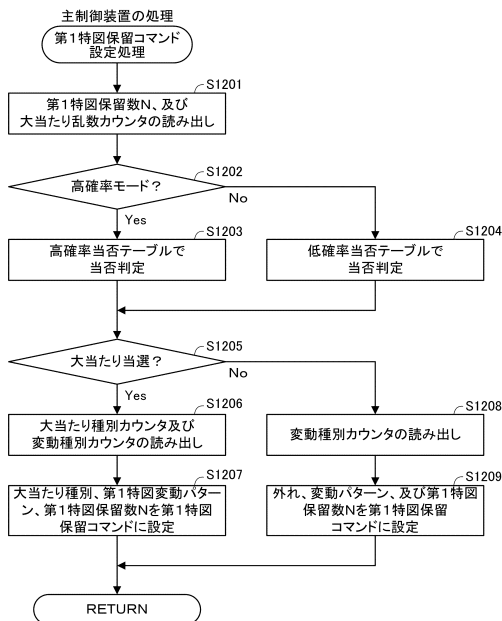 主制御装置の処理
第1特図保留コマンド
設定処理
S1201
第1特図保留数N、及び
大当たり乱数カウンタの読み出し
S1202
高確率モード?
No
Yes
S1203
高確率当否テーブルで
当否判定
S1204
低確率当否テーブルで
当否判定
S1205
大当たり当選?
No
Yes
S1206
大当たり種別カウンタ及び
変動種別カウンタの読み出し
S1208
変動種別カウンタの読み出し
S1207
大当たり種別、第1特図変動パター
ン、第1特図保留数Nを第1特図
保留コマンドに設定
S1209
外れ、変動パターン、及び第1特図
保留数Nを第1特図保留
コマンドに設定
RETURN